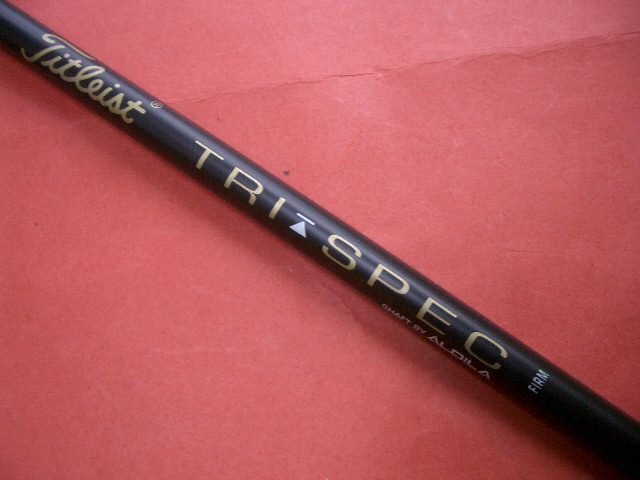 Titleist®
TRI SPEC
SHAFT BY ALDILA
FIRM